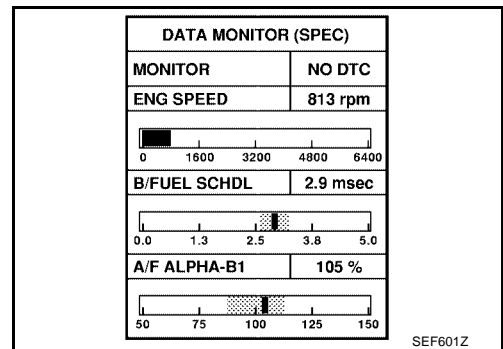 DATA MONITOR (SPEC)
MONITOR NO DTC
ENG SPEED 813 rpm
0 1600 3200 4800 6400
B/FUEL SCHDL 2.9 msec
0.0 1.3 2.5 3.8 5.0
A/F ALPHA-B1 105 %
50 75 100 125 150
SEF601Z